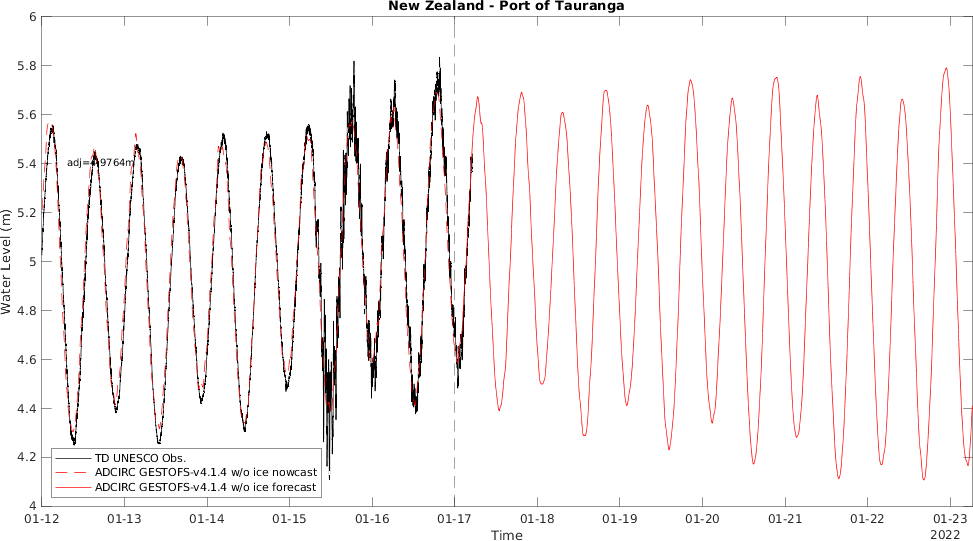 New Zealand - Port of Tauranga
6
5.8
5.6
5.4
5.2
5
4.8
4.6
4.4
4.2
4
Water Level (m)
adj=4.9764m
TD UNESCO Obs.
ADCIRC GESTOFS-v4.1.4 w/o ice nowcast
ADCIRC GESTOFS-v4.1.4 w/o ice forecast
01-12 01-13 01-14 01-15 01-16 01-17 01-18 01-19 01-20 01-21 01-22 01-23
Time
2022